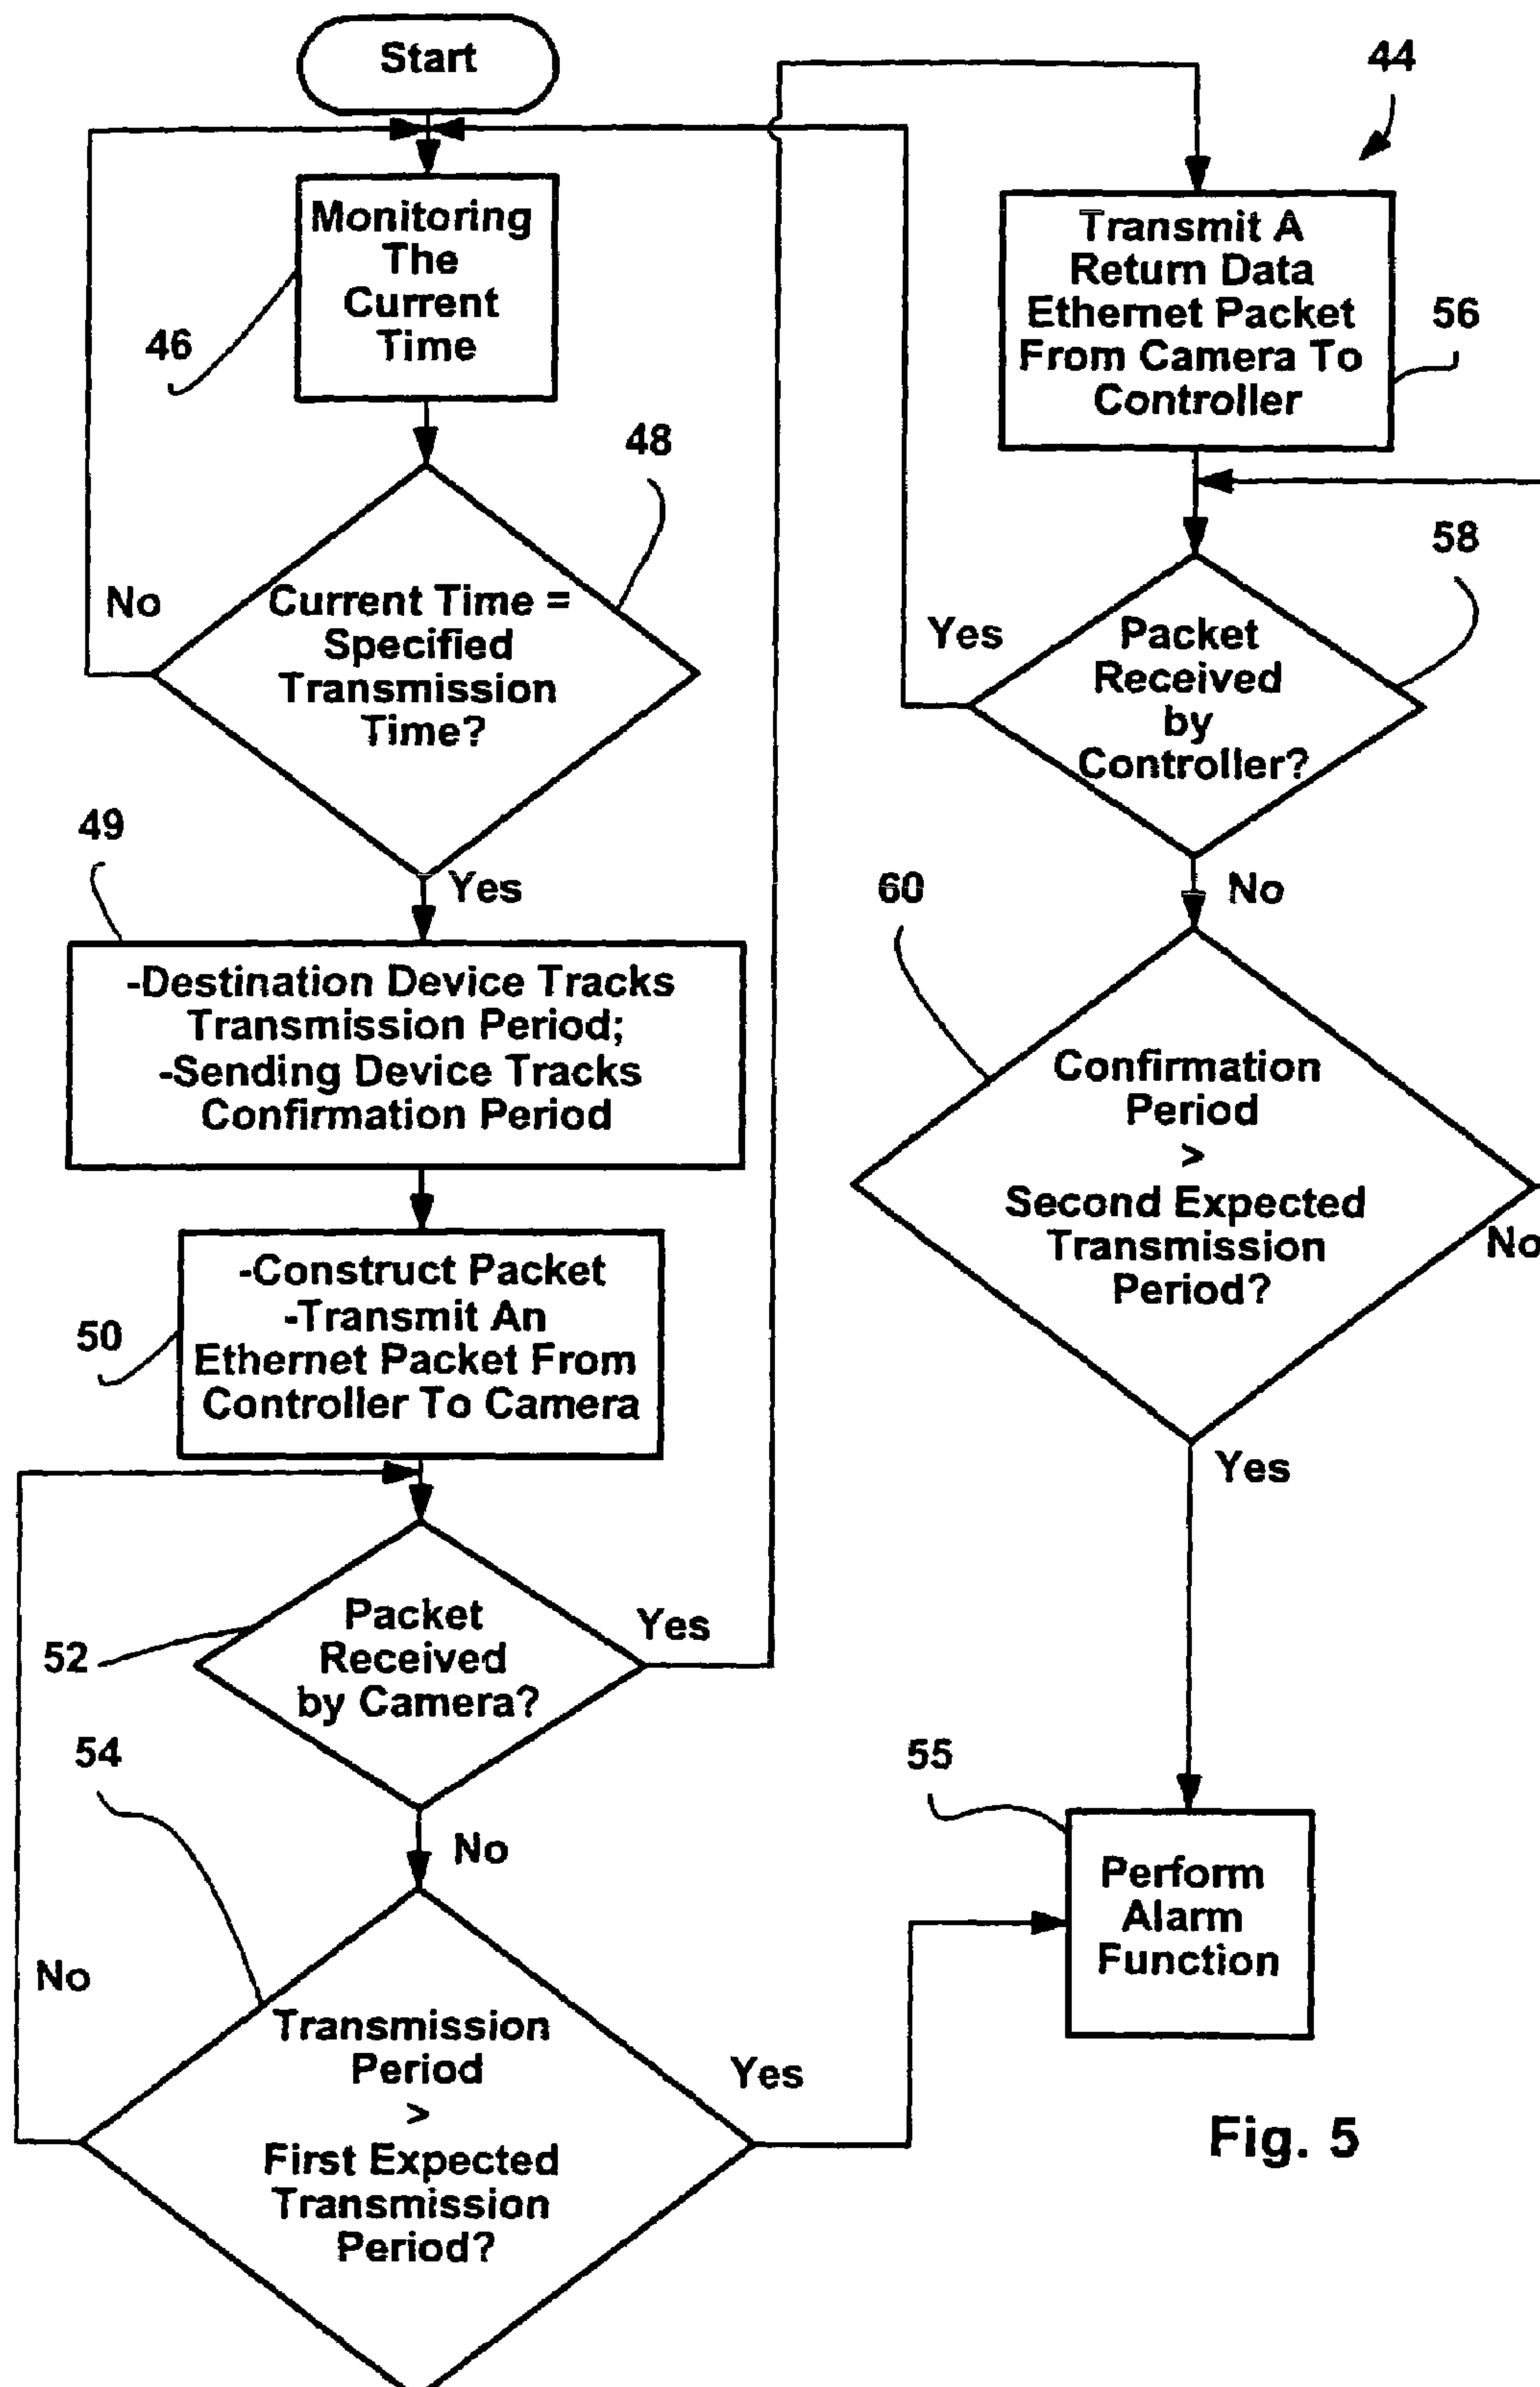 Start
Monitoring
The
Current
Time
46
48
No
Current Time =
Specified
Transmission
Time?
Yes
49
-Destination Device Tracks
Transmission Period;
-Sending Device Tracks
Confirmation Period
50
-Construct Packet
-Transmit An
Ethernet Packet From
Controller To Camera
52
Packet
Received
by Camera?
Yes
No
54
No
Transmission
Period
>
First Expected
Transmission
Period?
Yes
44
Transmit A
Return Data
Ethernet Packet
From Camera To
Controller
56
58
Yes
Packet
Received
by
Controller?
No
60
Confirmation
Period
>
Second Expected
Transmission
Period?
No
Yes
55
Perform
Alarm
Function
Fig. 5